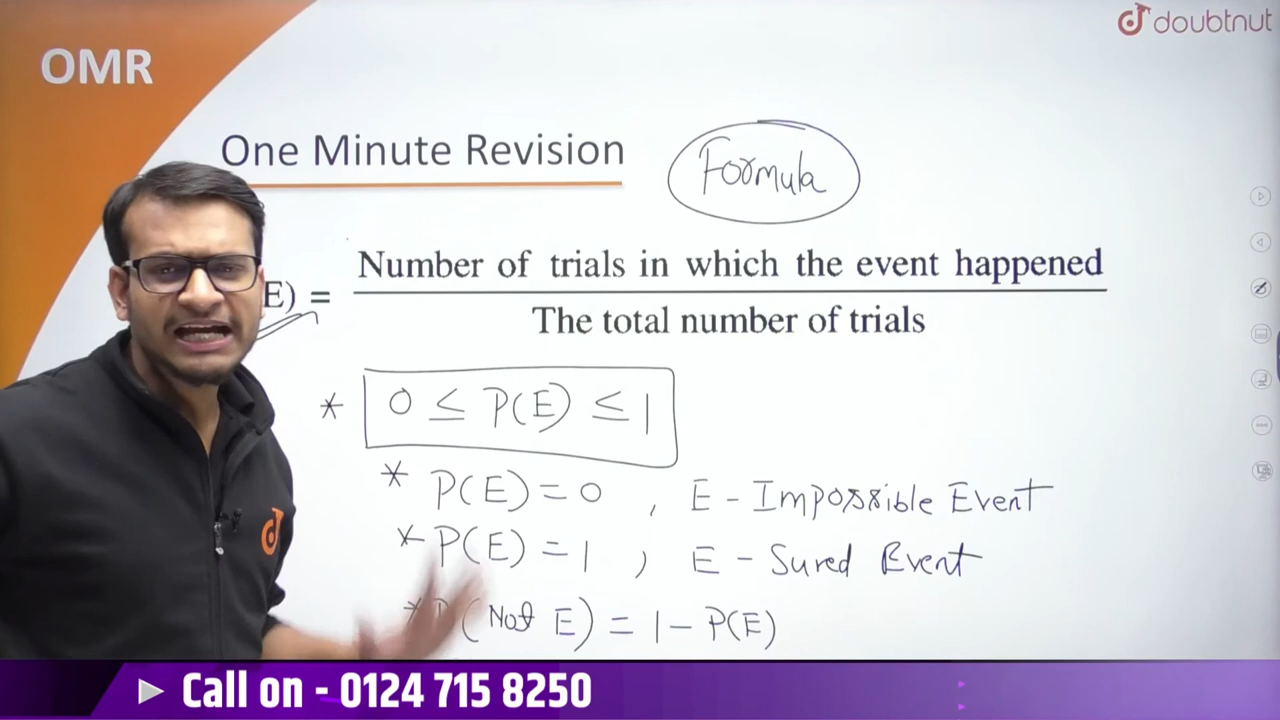 OMR
doubtnut
One Minute Revision
Formula
E) = Number of trials in which the event happened
The total number of trials
* 0 ≤ P(E) ≤ 1
* P(E) = 0 , E - Impossible Event
* P(E) = 1 , E - Sured Event
* P(Not E) = 1 - P(E)
Call on - 0124 715 8250